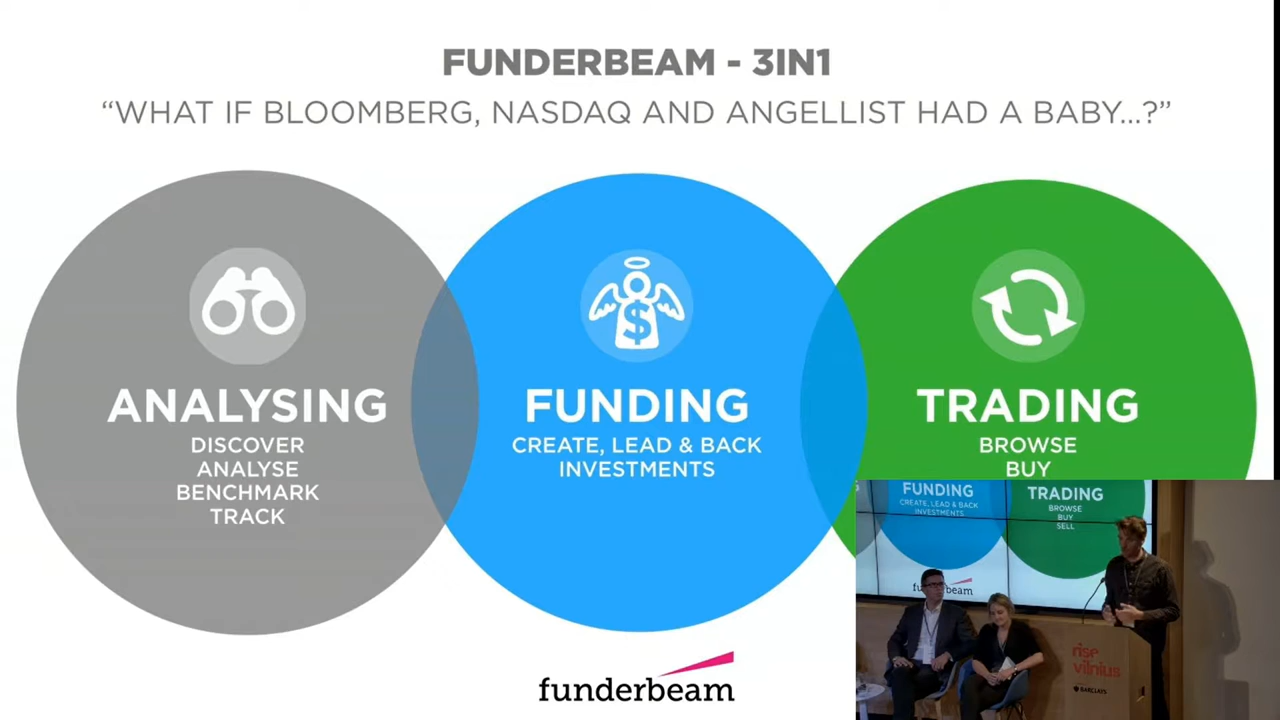 FUNDERBEAM - 3IN1
“WHAT IF BLOOMBERG, NASDAQ AND ANGELLIST HAD A BABY...?”
ANALYSING
DISCOVER
ANALYSE
BENCHMARK
TRACK
FUNDING
CREATE, LEAD & BACK
INVESTMENTS
TRADING
BROWSE
BUY
funderbeam
FUNDING
CREATE, LEAD & BACK
INVESTMENTS
TRADING
BROWSE
BUY
SELL
rise
vilnius
BARCLAYS